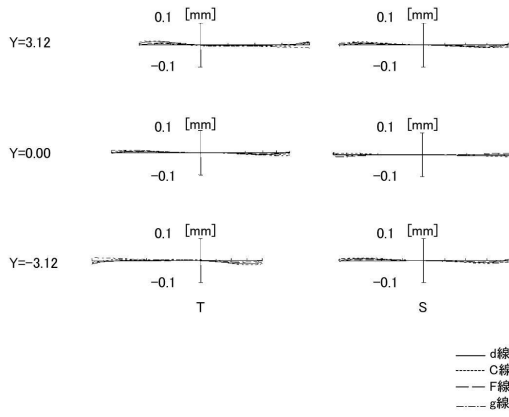 0.1 [mm] 0.1 [mm]
Y=3.12
-0.1 -0.1
0.1 [mm] 0.1 [mm]
Y=0.00
-0.1 -0.1
0.1 [mm] 0.1 [mm]
Y=-3.12
-0.1 -0.1
T S
d線
C線
F線
g線